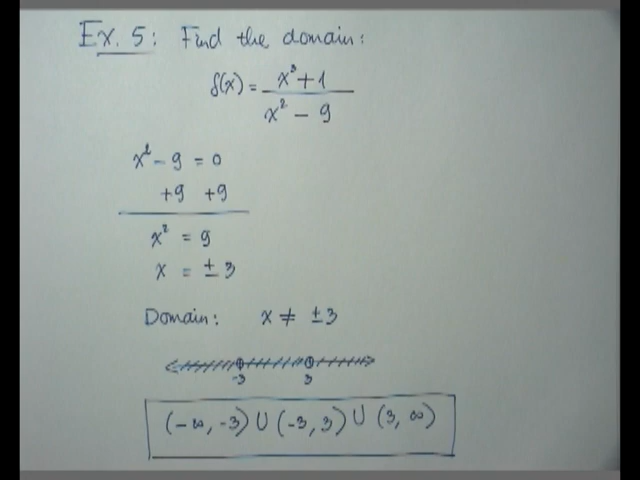 Ex. 5: Find the domain:
f(x) = x³ + 1 / x² − 9
x² − 9 = 0
+9 +9
x² = 9
x = ± 3
Domain: x ≠ ± 3
-3 3
(−∞, −3) ∪ (−3, 3) ∪ (3, ∞)